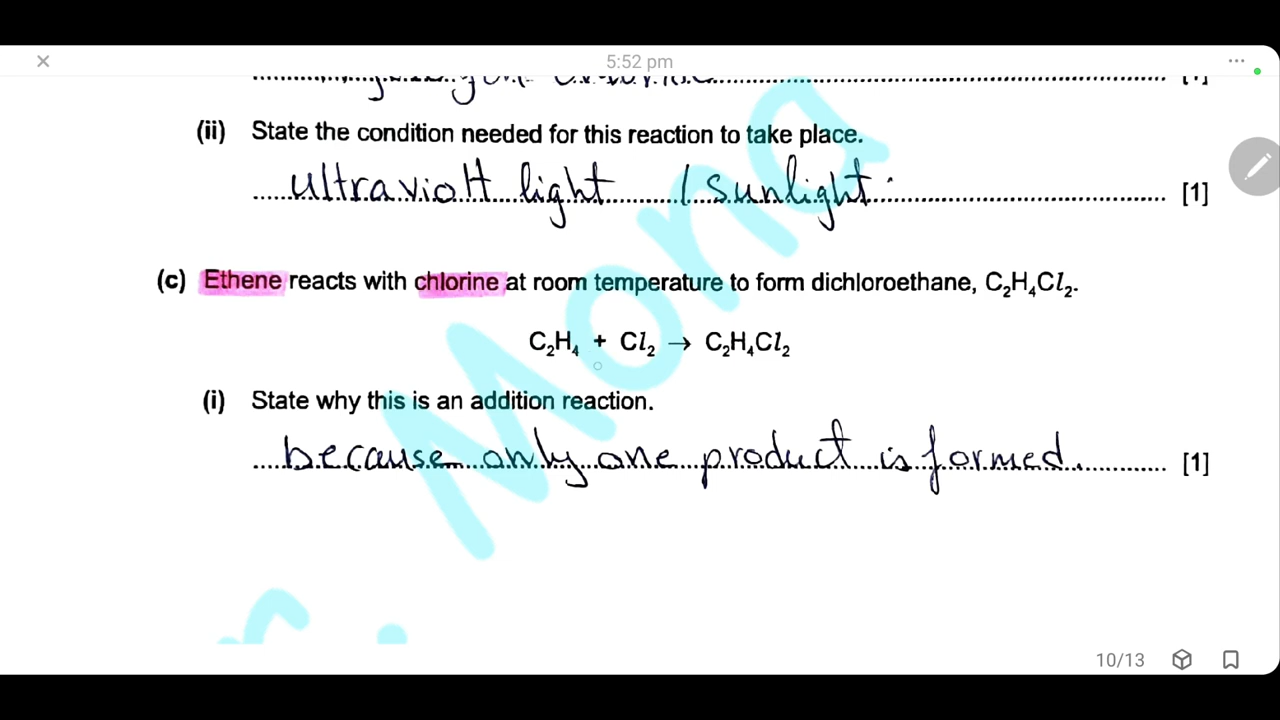 5:52 pm
[1]
(ii) State the condition needed for this reaction to take place.
ultraviolt light / sunlight. [1]
(c) Ethene reacts with chlorine at room temperature to form dichloroethane, C₂H₄Cl₂.
C₂H₄ + Cl₂ → C₂H₄Cl₂
(i) State why this is an addition reaction.
because only one product is formed. [1]
Mona
10/13